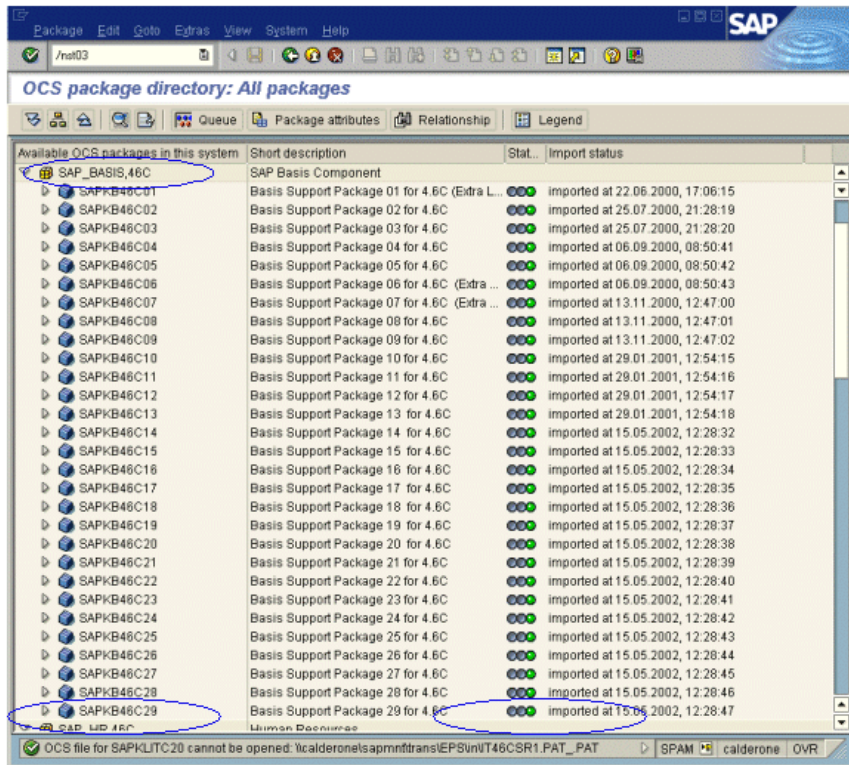 Package Edit Goto Extras View System Help
SAP
/nst03
OCS package directory: All packages
Queue Package attributes Relationship Legend
Available OCS packages in this system Short description Stat... Import status
SAP_BASIS,46C SAP Basis Component
SAPKB46C01 Basis Support Package 01 for 4.6C (Extra L... imported at 22.06.2000, 17:06:15
SAPKB46C02 Basis Support Package 02 for 4.6C imported at 25.07.2000, 21:28:19
SAPKB46C03 Basis Support Package 03 for 4.6C imported at 25.07.2000, 21:28:20
SAPKB46C04 Basis Support Package 04 for 4.6C imported at 06.09.2000, 08:50:41
SAPKB46C05 Basis Support Package 05 for 4.6C imported at 06.09.2000, 08:50:42
SAPKB46C06 Basis Support Package 06 for 4.6C (Extra ... imported at 06.09.2000, 08:50:43
SAPKB46C07 Basis Support Package 07 for 4.6C (Extra ... imported at 13.11.2000, 12:47:00
SAPKB46C08 Basis Support Package 08 for 4.6C imported at 13.11.2000, 12:47:01
SAPKB46C09 Basis Support Package 09 for 4.6C imported at 13.11.2000, 12:47:02
SAPKB46C10 Basis Support Package 10 for 4.6C imported at 29.01.2001, 12:54:15
SAPKB46C11 Basis Support Package 11 for 4.6C imported at 29.01.2001, 12:54:16
SAPKB46C12 Basis Support Package 12 for 4.6C imported at 29.01.2001, 12:54:17
SAPKB46C13 Basis Support Package 13 for 4.6C imported at 29.01.2001, 12:54:18
SAPKB46C14 Basis Support Package 14 for 4.6C imported at 15.05.2002, 12:28:32
SAPKB46C15 Basis Support Package 15 for 4.6C imported at 15.05.2002, 12:28:33
SAPKB46C16 Basis Support Package 16 for 4.6C imported at 15.05.2002, 12:28:34
SAPKB46C17 Basis Support Package 17 for 4.6C imported at 15.05.2002, 12:28:35
SAPKB46C18 Basis Support Package 18 for 4.6C imported at 15.05.2002, 12:28:36
SAPKB46C19 Basis Support Package 19 for 4.6C imported at 15.05.2002, 12:28:37
SAPKB46C20 Basis Support Package 20 for 4.6C imported at 15.05.2002, 12:28:38
SAPKB46C21 Basis Support Package 21 for 4.6C imported at 15.05.2002, 12:28:39
SAPKB46C22 Basis Support Package 22 for 4.6C imported at 15.05.2002, 12:28:40
SAPKB46C23 Basis Support Package 23 for 4.6C imported at 15.05.2002, 12:28:41
SAPKB46C24 Basis Support Package 24 for 4.6C imported at 15.05.2002, 12:28:42
SAPKB46C25 Basis Support Package 25 for 4.6C imported at 15.05.2002, 12:28:43
SAPKB46C26 Basis Support Package 26 for 4.6C imported at 15.05.2002, 12:28:44
SAPKB46C27 Basis Support Package 27 for 4.6C imported at 15.05.2002, 12:28:45
SAPKB46C28 Basis Support Package 28 for 4.6C imported at 15.05.2002, 12:28:46
SAPKB46C29 Basis Support Package 29 for 4.6C imported at 15.05.2002, 12:28:47
SAP_HR,46C Human Resources
OCS file for SAPKLITC20 cannot be opened: \\calderone\sapmnt\trans\EPS\in\IT46CSR1.PAT_.PAT SPAM calderone OVR